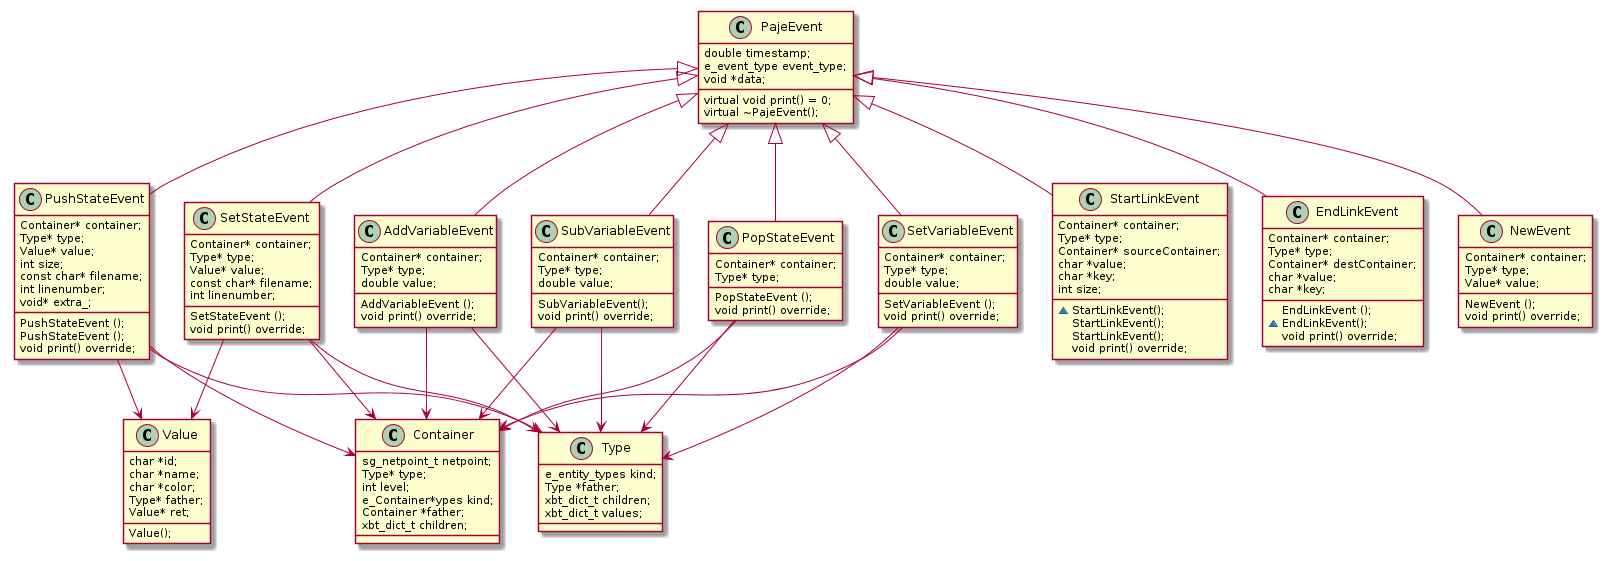 C PajeEvent
double timestamp;
e_event_type event_type;
void *data;
virtual void print() = 0;
virtual ~PajeEvent();
C PushStateEvent
Container* container;
Type* type;
Value* value;
int size;
const char* filename;
int linenumber;
void* extra_;
PushStateEvent ();
PushStateEvent ();
void print() override;
C SetStateEvent
Container* container;
Type* type;
Value* value;
const char* filename;
int linenumber;
SetStateEvent ();
void print() override;
C AddVariableEvent
Container* container;
Type* type;
double value;
AddVariableEvent ();
void print() override;
C SubVariableEvent
Container* container;
Type* type;
double value;
SubVariableEvent();
void print() override;
C PopStateEvent
Container* container;
Type* type;
PopStateEvent ();
void print() override;
C SetVariableEvent
Container* container;
Type* type;
double value;
SetVariableEvent ();
void print() override;
C StartLinkEvent
Container* container;
Type* type;
Container* sourceContainer;
char *value;
char *key;
int size;
StartLinkEvent();
StartLinkEvent();
StartLinkEvent();
void print() override;
C EndLinkEvent
Container* container;
Type* type;
Container* destContainer;
char *value;
char *key;
EndLinkEvent ();
EndLinkEvent();
void print() override;
C NewEvent
Container* container;
Type* type;
Value* value;
NewEvent ();
void print() override;
C Value
char *id;
char *name;
char *color;
Type* father;
Value* ret;
Value();
C Container
sg_netpoint_t netpoint;
Type* type;
int level;
e_Container*ypes kind;
Container *father;
xbt_dict_t children;
C Type
e_entity_types kind;
Type *father;
xbt_dict_t children;
xbt_dict_t values;